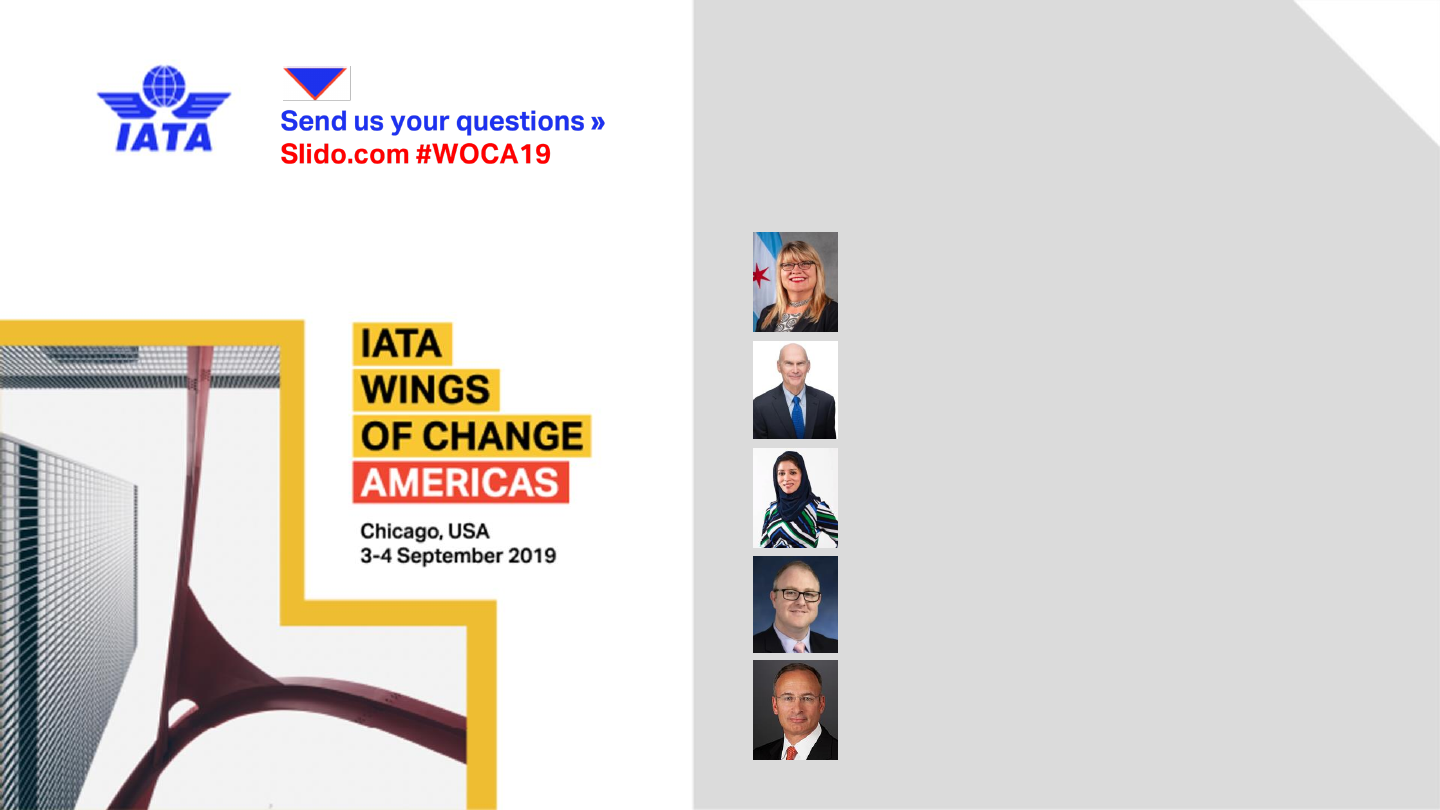 IATA
Send us your questions »
Slido.com #WOCA19
IATA
WINGS
OF CHANGE
AMERICAS
Chicago, USA
3-4 September 2019